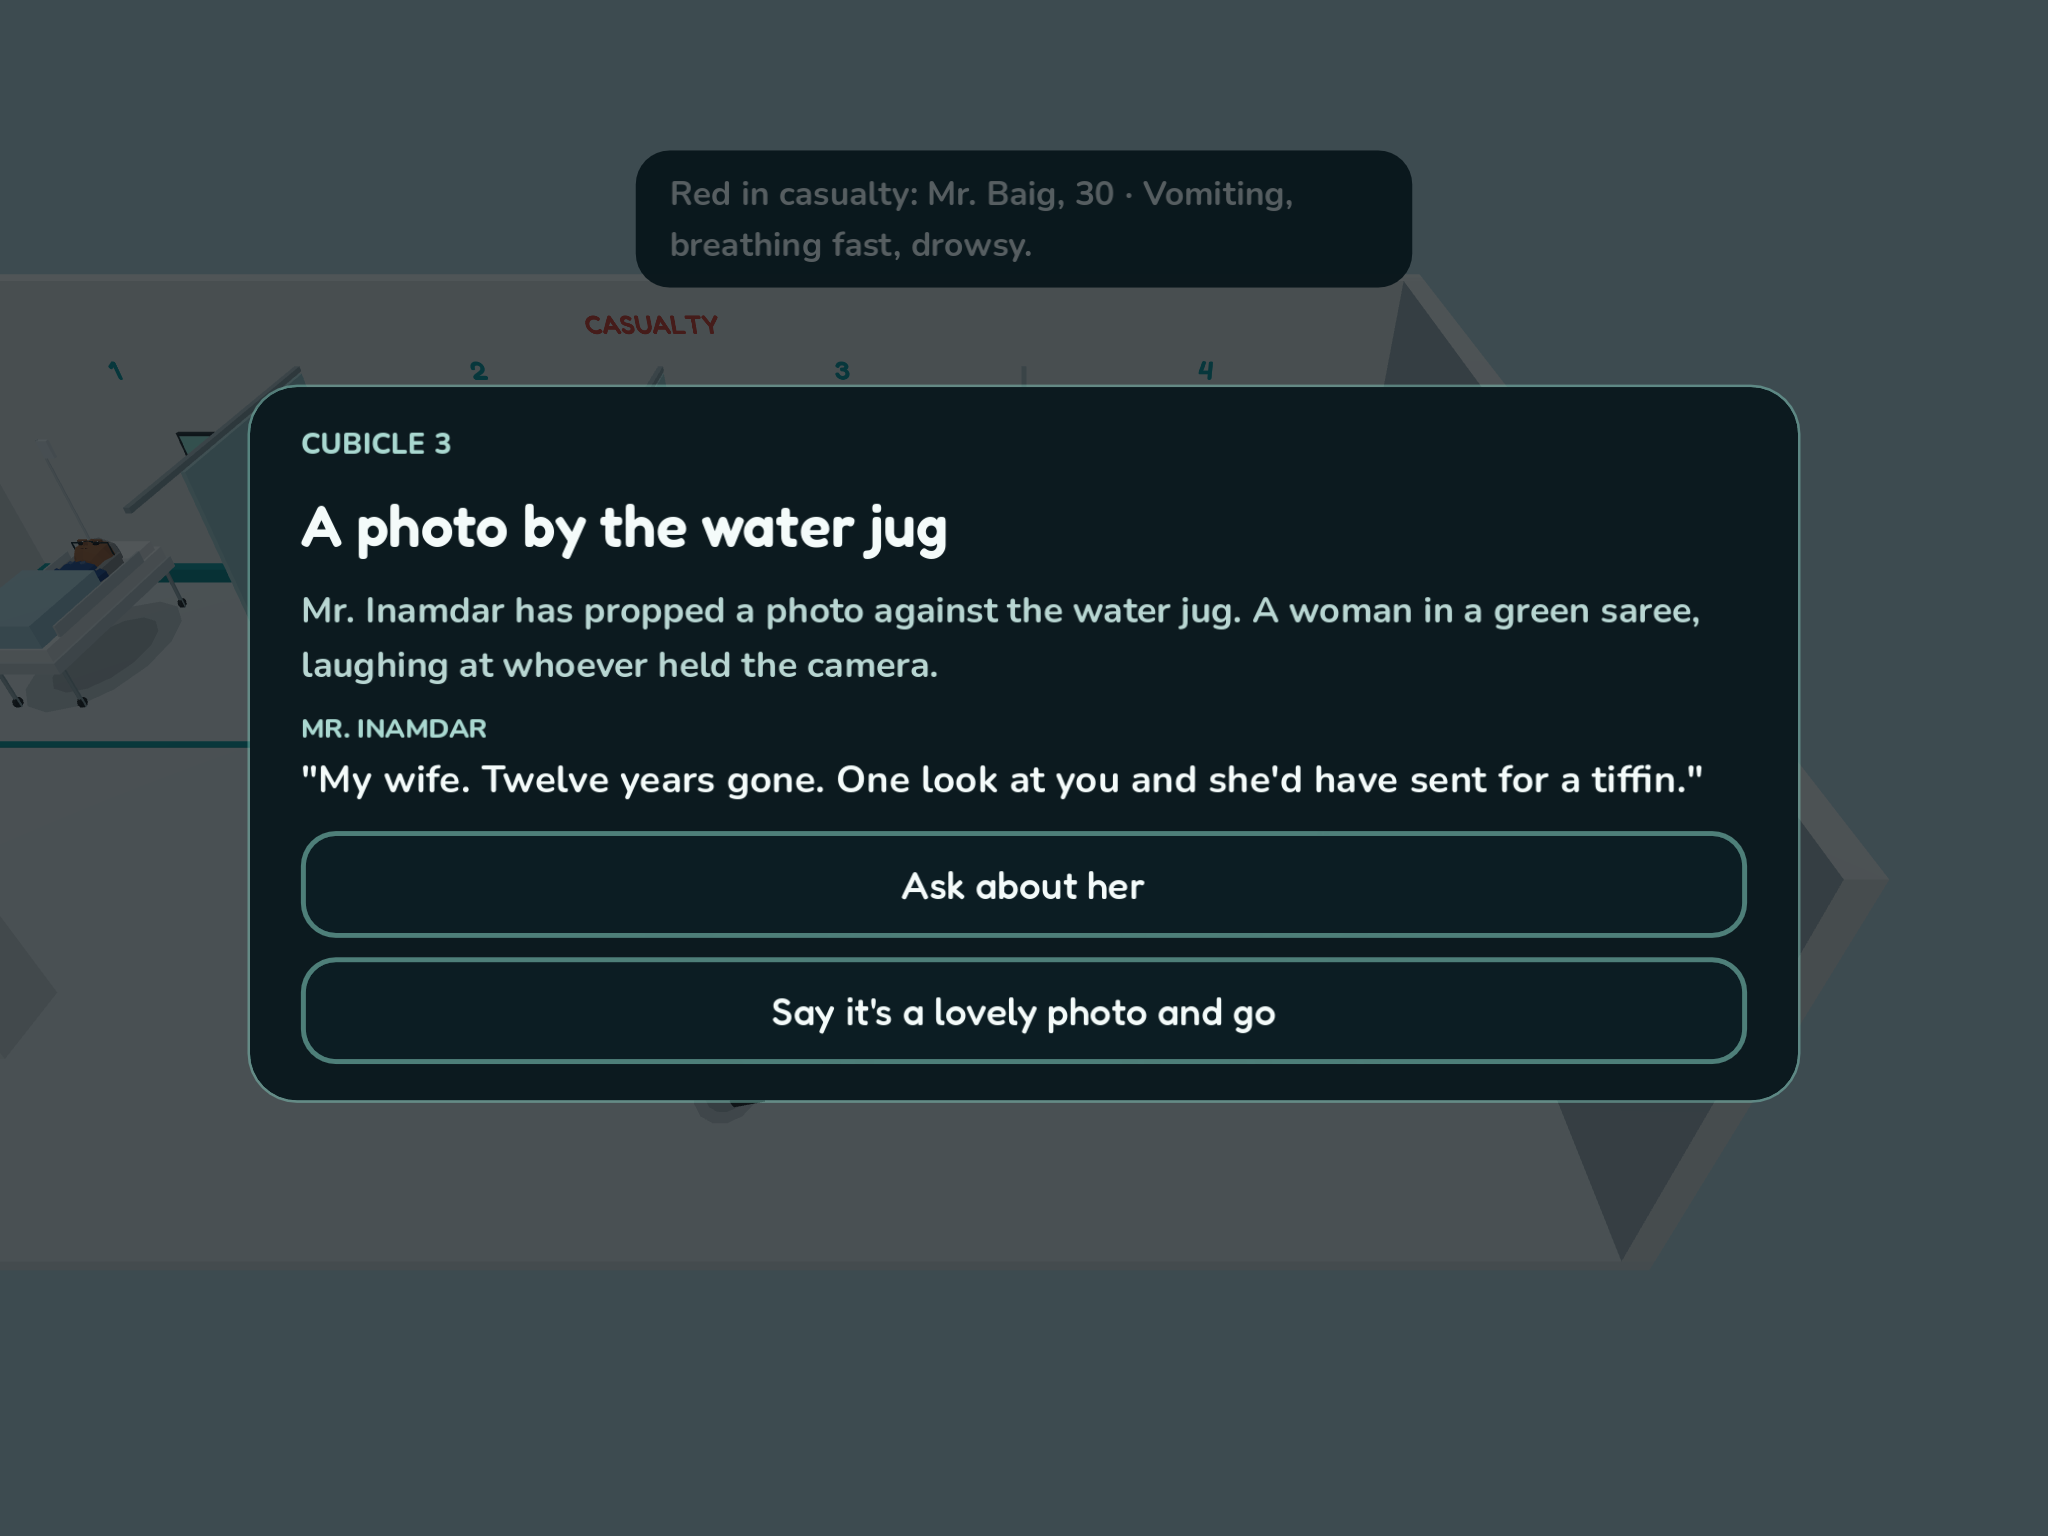 Red in casualty: Mr. Baig, 30 · Vomiting,
breathing fast, drowsy.
CASUALTY
1
2
3
4
CUBICLE 3
A photo by the water jug
Mr. Inamdar has propped a photo against the water jug. A woman in a green saree,
laughing at whoever held the camera.
MR. INAMDAR
"My wife. Twelve years gone. One look at you and she'd have sent for a tiffin."
Ask about her
Say it's a lovely photo and go